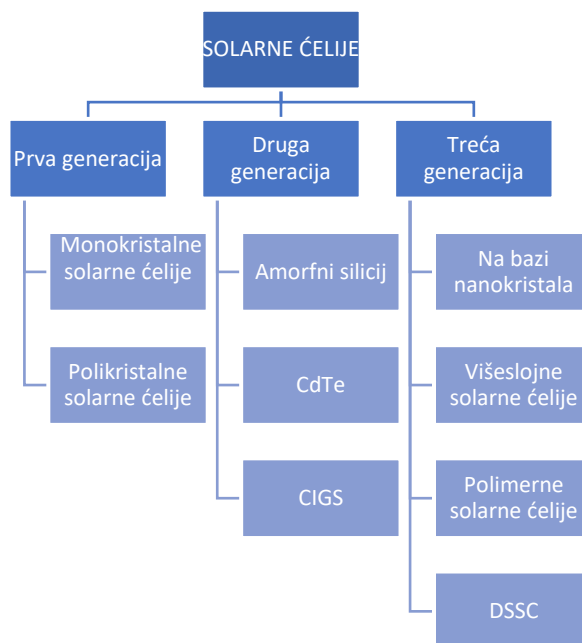 SOLARNE ĆELIJE
Prva generacija
Druga
generacija
Treća
generacija
Monokristalne
solarne ćelije
Polikristalne
solarne ćelije
Amorfni silicij
CdTe
CIGS
Na bazi
nanokristala
Višeslojne
solarne ćelije
Polimerne
solarne ćelije
DSSC